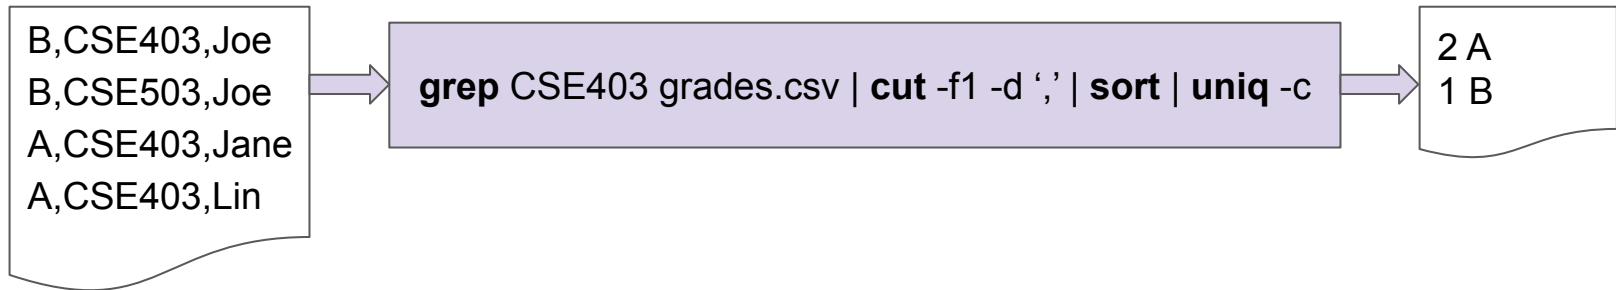 B,CSE403,Joe
B,CSE503,Joe
A,CSE403,Jane
A,CSE403,Lin
grep CSE403 grades.csv | cut -f1 -d ‘,’ | sort | uniq -c
2 A
1 B